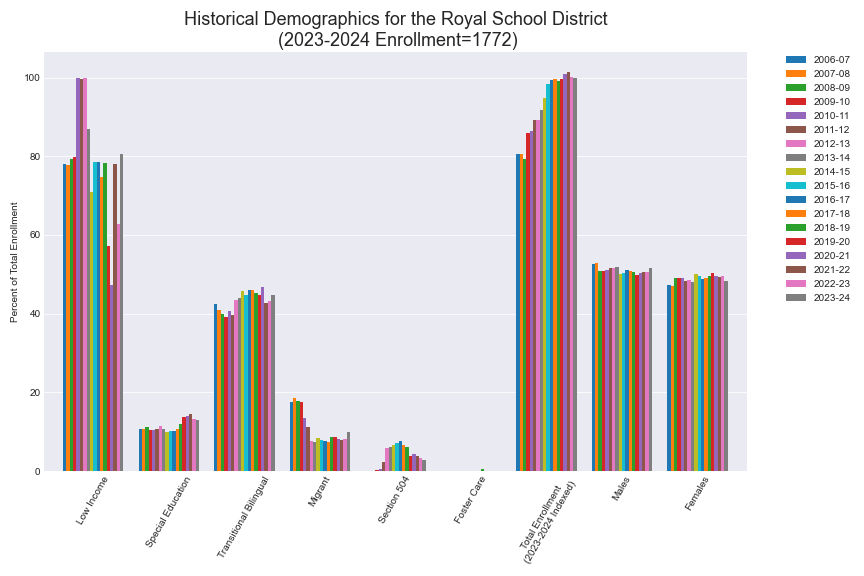 Historical Demographics for the Royal School District
(2023-2024 Enrollment=1772)
Percent of Total Enrollment
100
80
60
40
20
0
Low Income
Special Education
Transitional Bilingual
Migrant
Section 504
Foster Care
Total Enrollment
(2023-2024 Indexed)
Males
Females
2006-07
2007-08
2008-09
2009-10
2010-11
2011-12
2012-13
2013-14
2014-15
2015-16
2016-17
2017-18
2018-19
2019-20
2020-21
2021-22
2022-23
2023-24